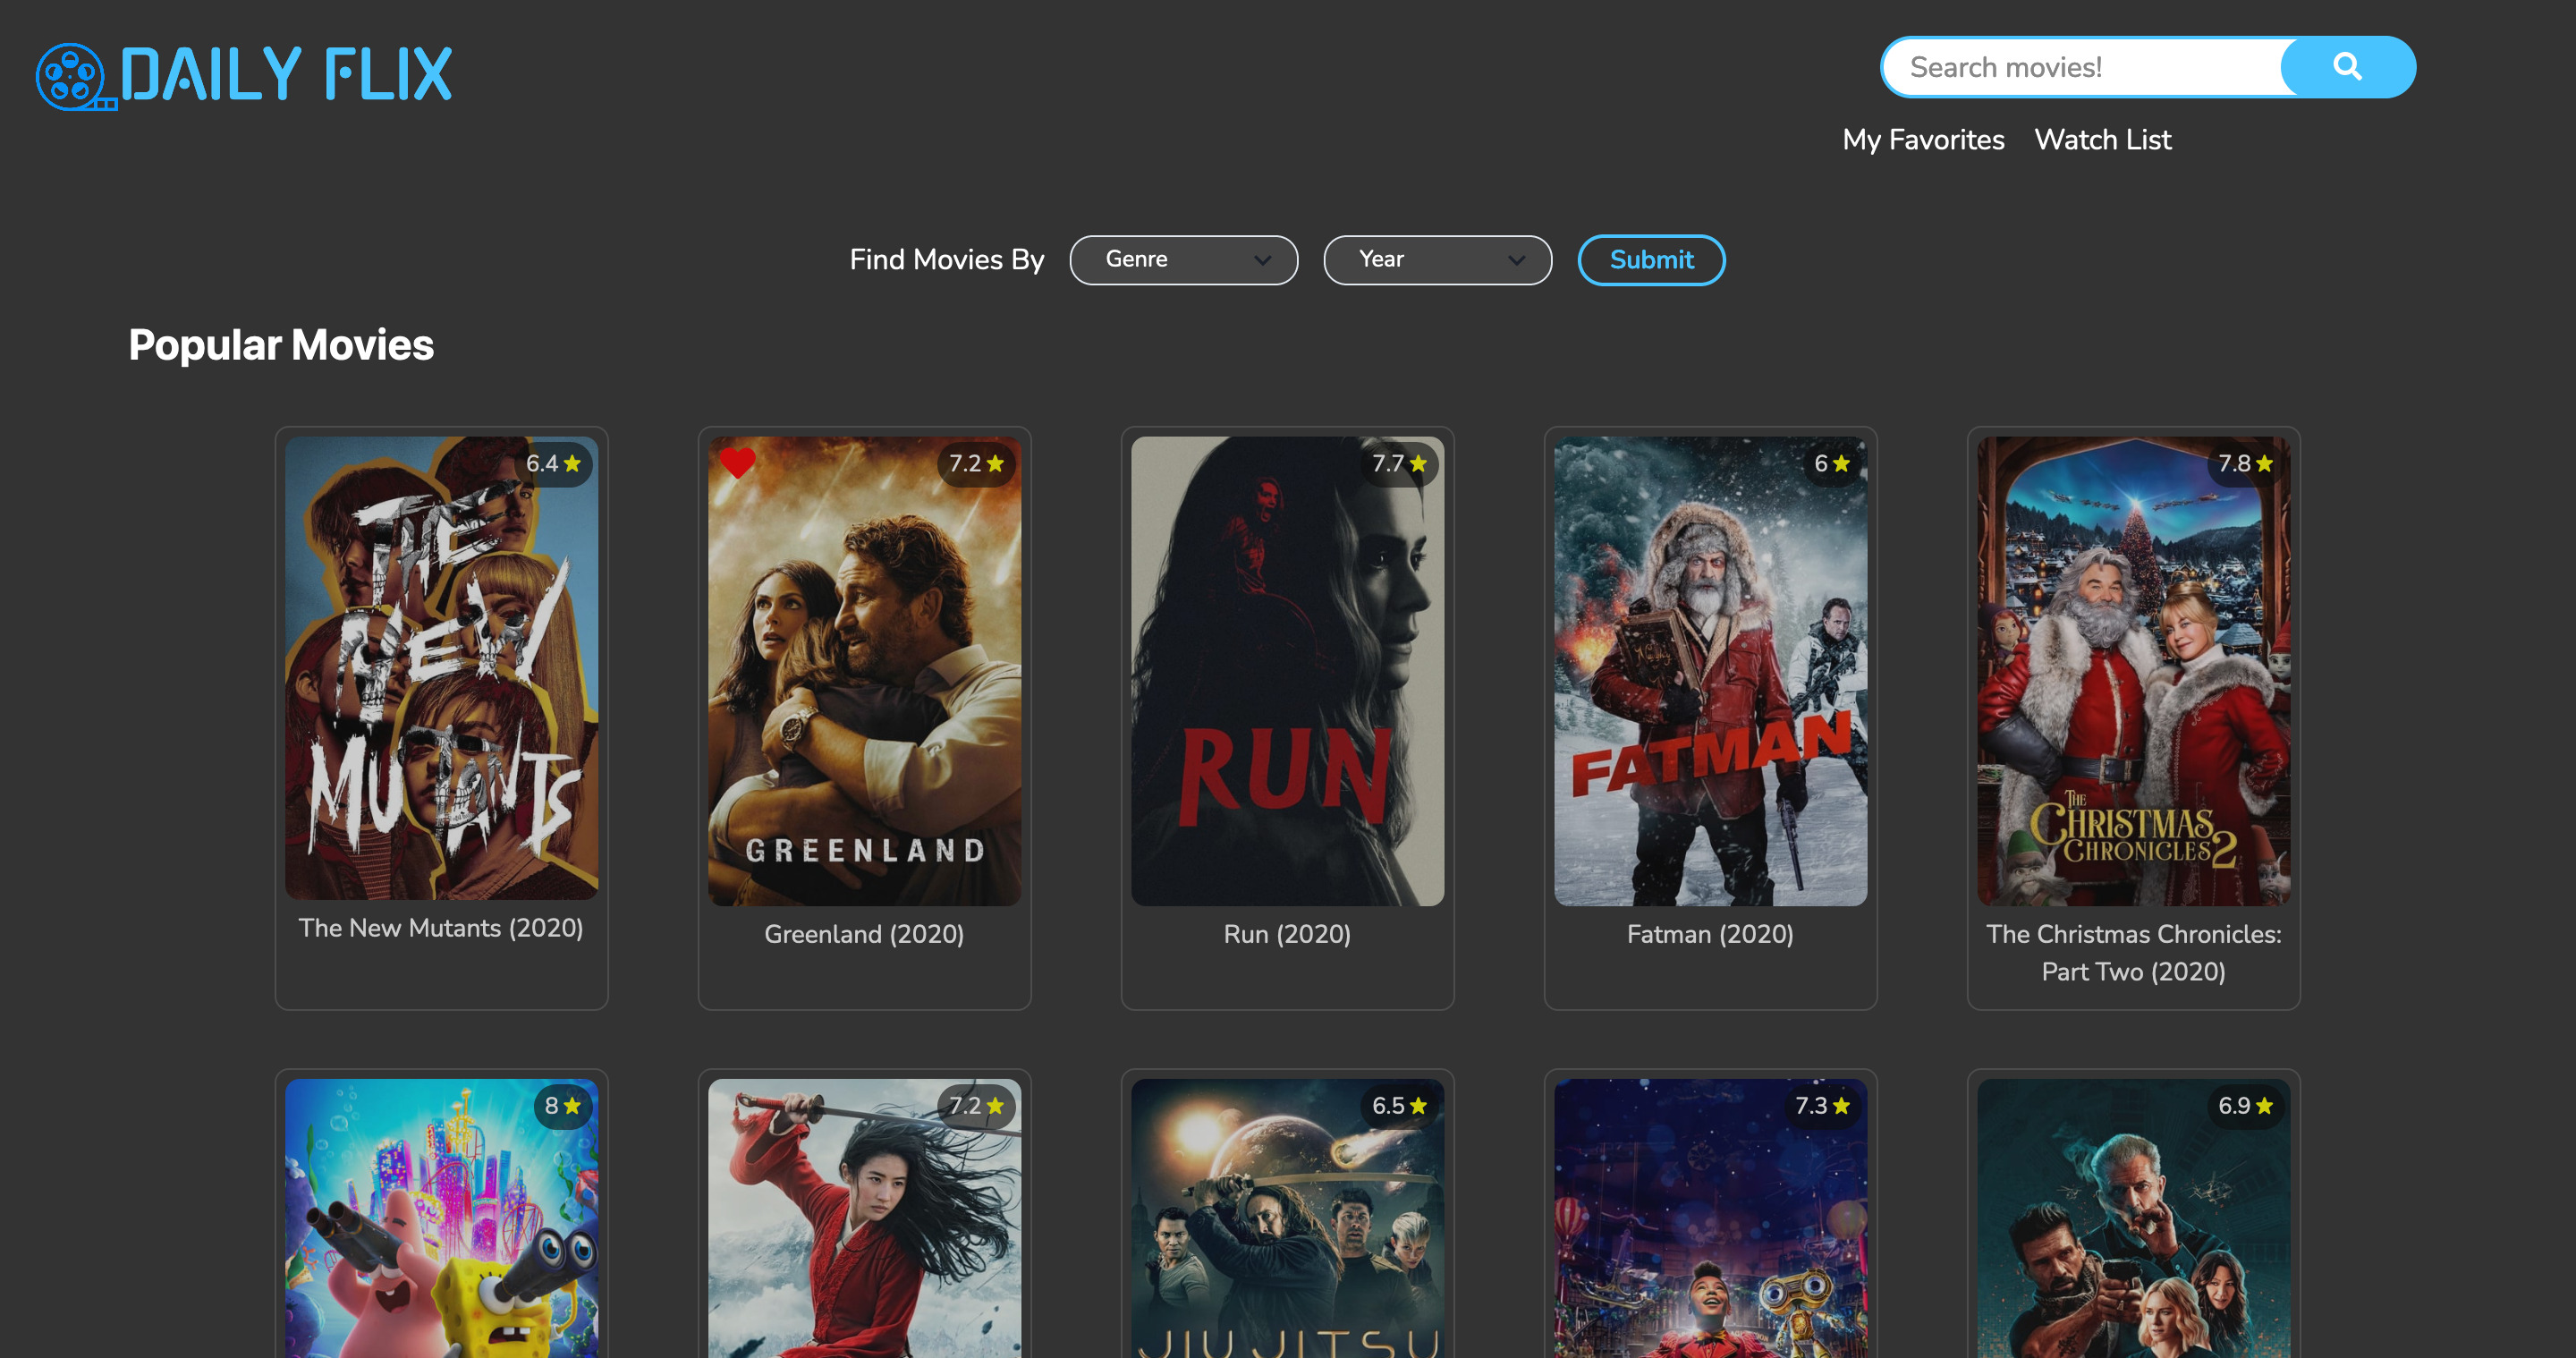 DAILY FLIX
Search movies!
My Favorites Watch List
Find Movies By Genre Year Submit
Popular Movies
6.4
THE
NEW
MUTANTS
The New Mutants (2020)
7.2
GREENLAND
Greenland (2020)
7.7
RUN
Run (2020)
6
FATMAN
Fatman (2020)
7.8
THE
CHRISTMAS
CHRONICLES 2
The Christmas Chronicles:
Part Two (2020)
8
7.2
6.5
JIU JITSU
7.3
6.9